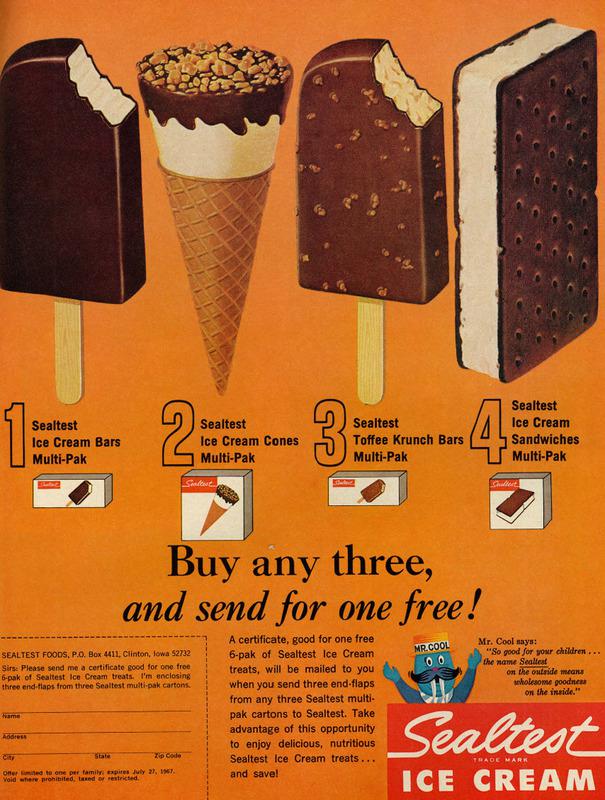 1 Sealtest
Ice Cream Bars
Multi-Pak
2 Sealtest
Ice Cream Cones
Multi-Pak
3 Sealtest
Toffee Krunch Bars
Multi-Pak
4 Sealtest
Ice Cream
Sandwiches
Multi-Pak
Sealtest
Sealtest
Sealtest
Sealtest
Buy any three,
and send for one free!
SEALTEST FOODS, P.O. Box 4411, Clinton, Iowa 52732
Sirs: Please send me a certificate good for one free
6-pak of Sealtest Ice Cream treats. I'm enclosing
three end-flaps from three Sealtest multi-pak cartons.
Name
Address
City State Zip Code
Offer limited to one per family; expires July 27, 1967.
Void where prohibited, taxed or restricted.
A certificate, good for one free
6-pak of Sealtest Ice Cream
treats, will be mailed to you
when you send three end-flaps
from any three Sealtest multi-
pak cartons to Sealtest. Take
advantage of this opportunity
to enjoy delicious, nutritious
Sealtest Ice Cream treats...
and save!
MR. COOL
Mr. Cool says:
"So good for your children...
the name Sealtest
on the outside means
wholesome goodness
on the inside."
Sealtest
TRADE MARK
ICE CREAM